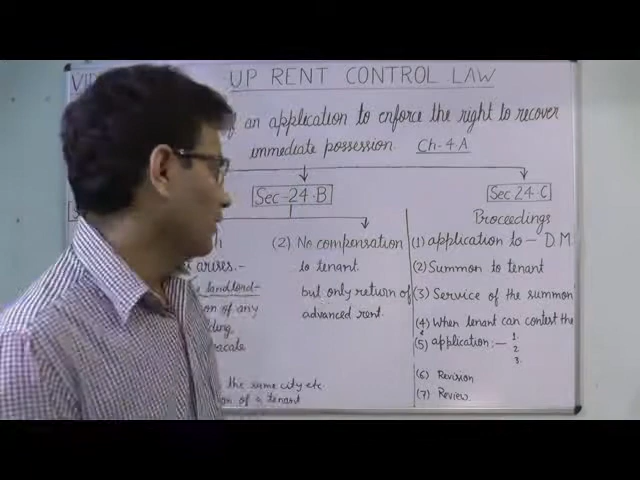 UP RENT CONTROL LAW
an application to enforce the right to recover
immediate possession. Ch-4.A
Sec-24.B
Sec.24.C
arises.-
landlord-
of any
the same city etc
of a tenant
(2) No compensation
to tenant.
but only return of
advanced rent.
Proceedings
(1) application to - D.M.
(2) Summon to tenant
(3) Service of the summon
(4) When tenant can contest the
(5) application:- 1.
2.
3.
(6) Revision
(7) Review